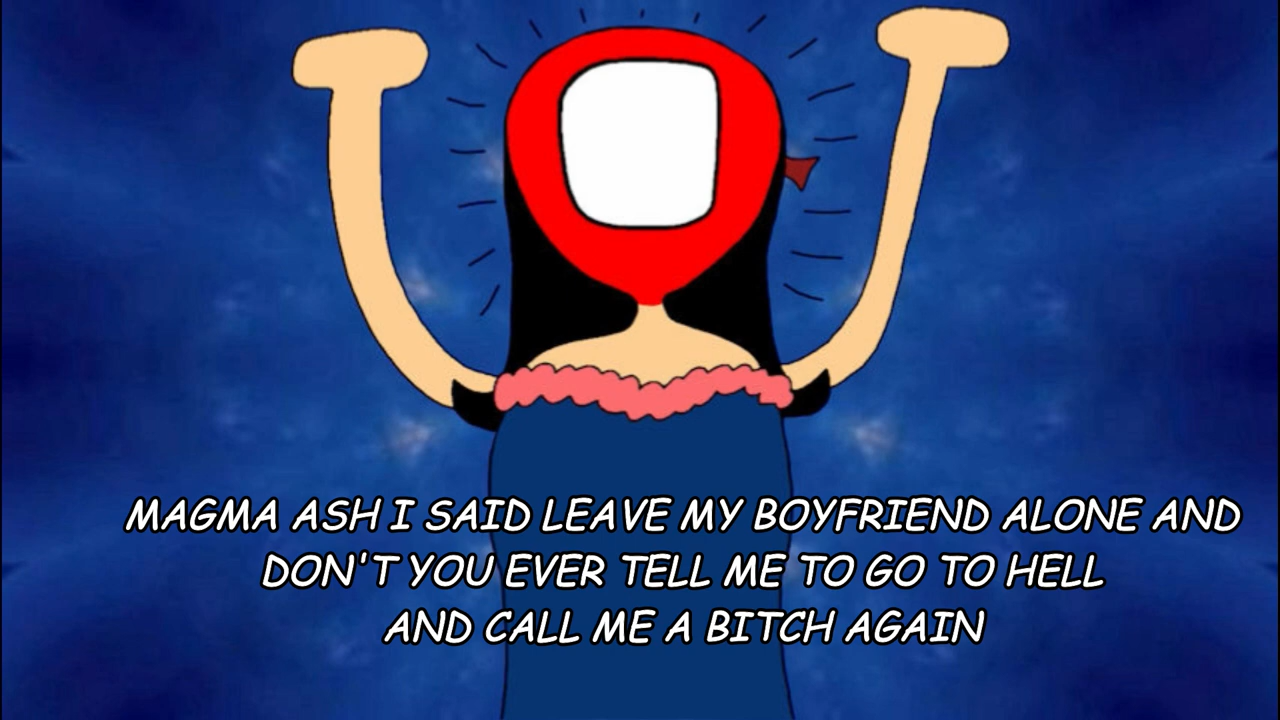 MAGMA ASH I SAID LEAVE MY BOYFRIEND ALONE AND
DON'T YOU EVER TELL ME TO GO TO HELL
AND CALL ME A BITCH AGAIN